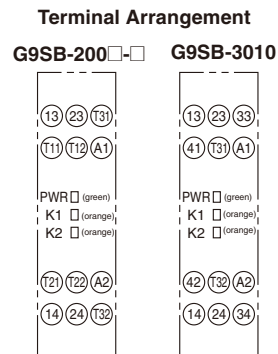 Terminal Arrangement
G9SB-200□-□ G9SB-3010
13 23 T31
T11 T12 A1
PWR (green)
K1 (orange)
K2 (orange)
T21 T22 A2
14 24 T32
13 23 33
41 T31 A1
PWR (green)
K1 (orange)
K2 (orange)
42 T32 A2
14 24 34